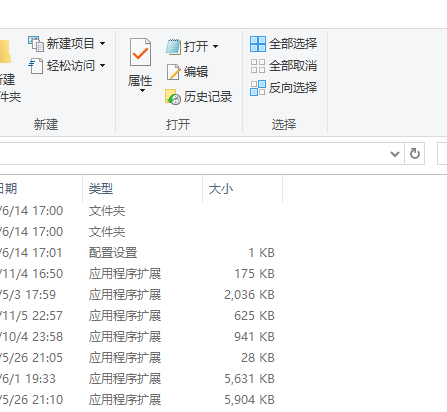 新建项目
轻松访问
新建
文件夹
新建
属性
打开
编辑
历史记录
打开
全部选择
全部取消
反向选择
选择
日期 类型 大小
/6/14 17:00 文件夹
/6/14 17:00 文件夹
/6/14 17:01 配置设置 1 KB
/11/4 16:50 应用程序扩展 175 KB
/5/3 17:59 应用程序扩展 2,036 KB
/11/5 22:57 应用程序扩展 625 KB
/10/4 23:58 应用程序扩展 941 KB
/5/26 21:05 应用程序扩展 28 KB
/6/1 19:33 应用程序扩展 5,631 KB
/5/26 21:10 应用程序扩展 5,904 KB